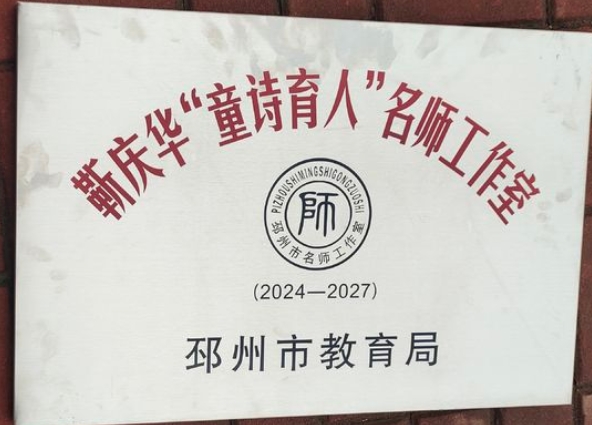 靳庆华“童诗育人”名师工作室
PIZHOUSHIMINGSHIGONGZUOSHI
師
邳州市名师工作室
(2024—2027)
邳州市教育局